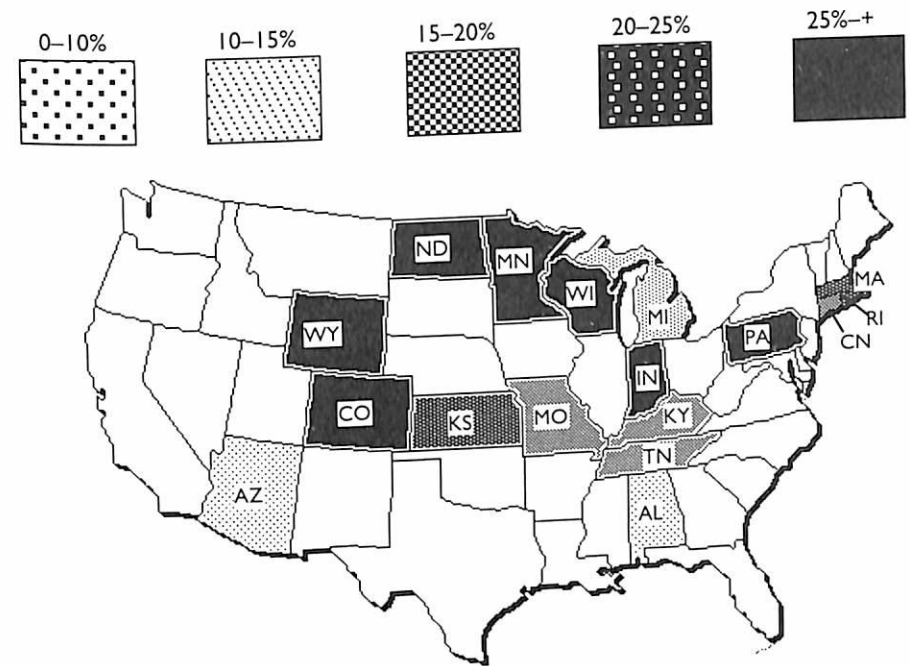 0–10%
10–15%
15–20%
20–25%
25%–+
ND
MN
WI
MI
MA
RI
CN
PA
WY
IN
CO
KS
MO
KY
TN
AZ
AL